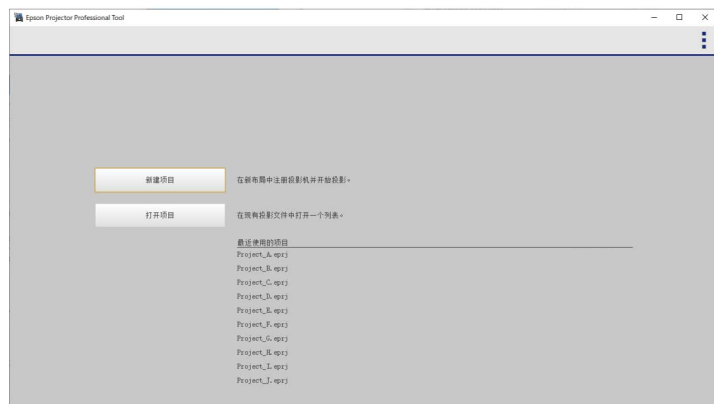 Epson Projector Professional Tool
新建项目
在新布局中注册投影机并开始投影。
打开项目
在现有投影文件中打开一个列表。
最近使用的项目
Project_A.eprj
Project_B.eprj
Project_C.eprj
Project_D.eprj
Project_E.eprj
Project_F.eprj
Project_G.eprj
Project_H.eprj
Project_I.eprj
Project_J.eprj